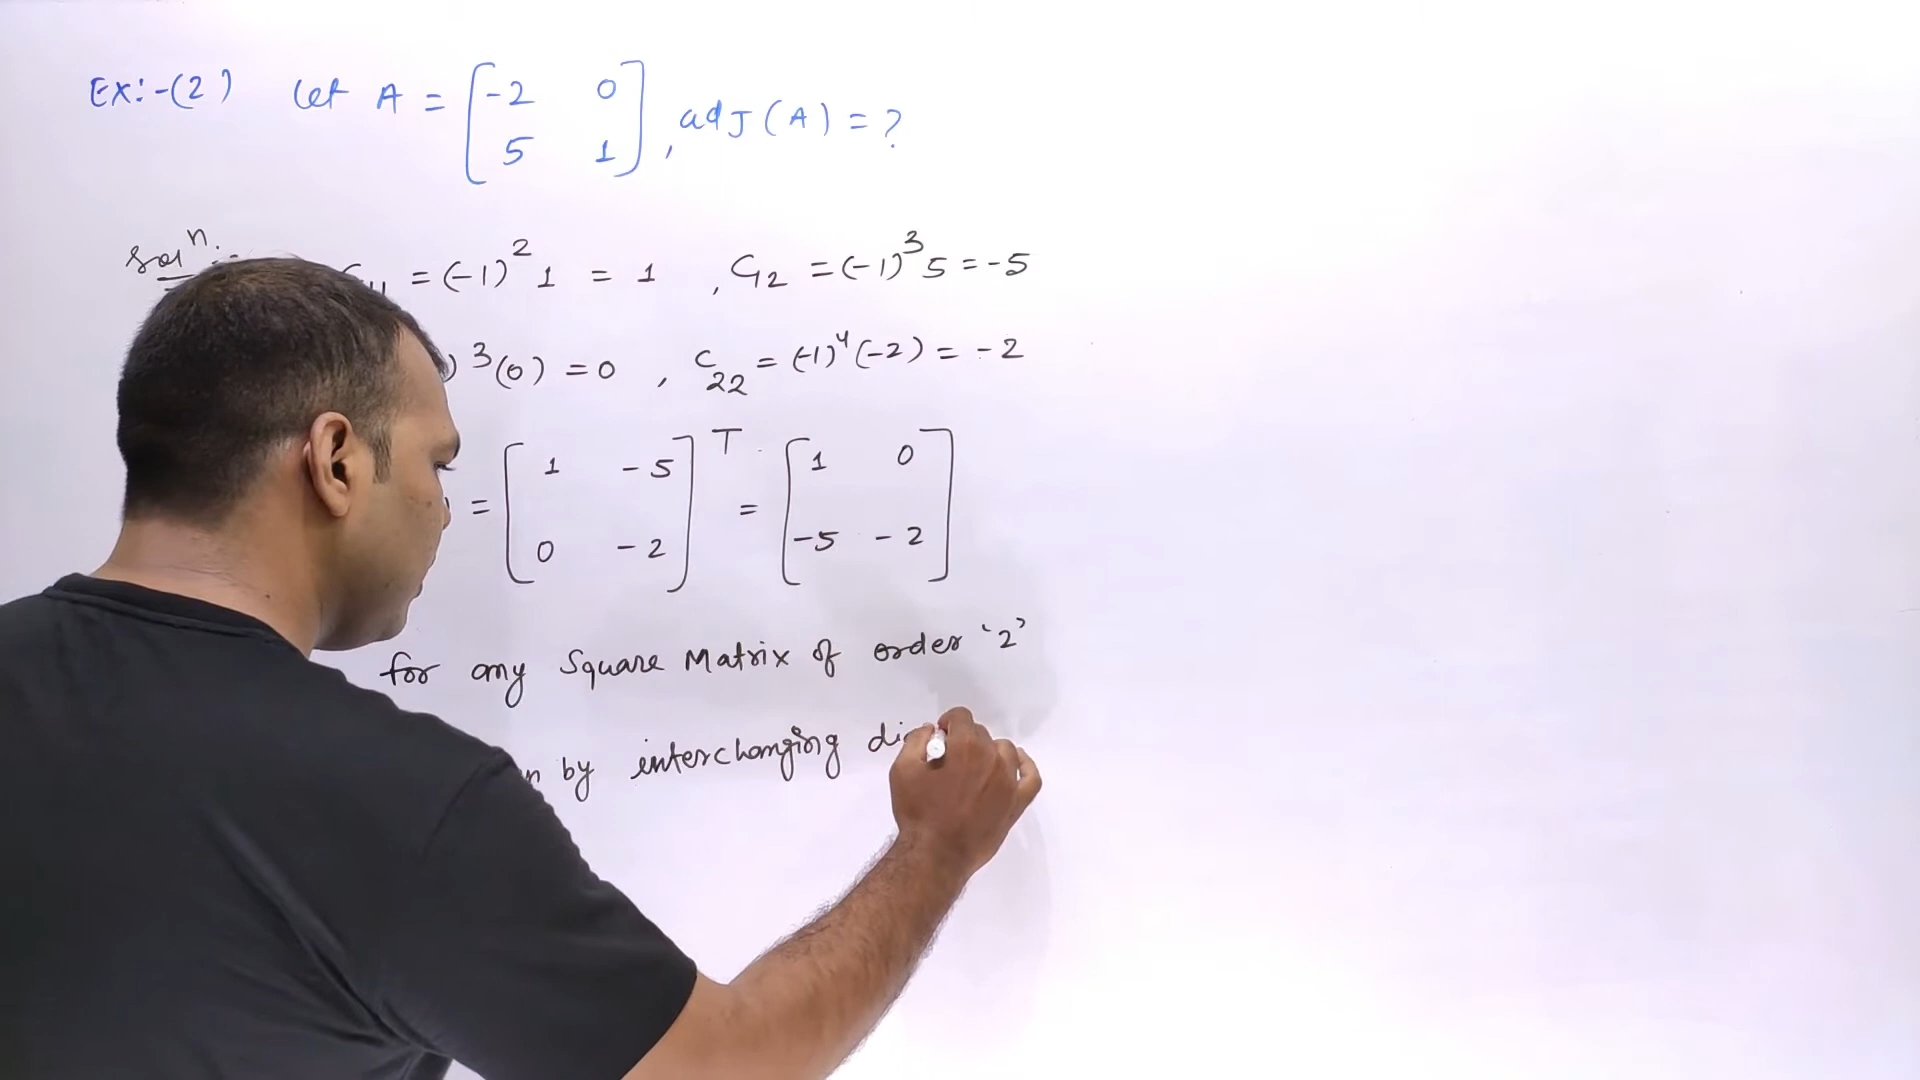 Ex:-(2) Let A = [-2 0 5 1], adJ(A) = ?
Solⁿ:- C₁₁ = (-1)² 1 = 1 , C₁₂ = (-1)³ 5 = -5
)³ (0) = 0 , C₂₂ = (-1)⁴ (-2) = -2
) = [1 -5 0 -2]ᵀ = [1 0 -5 -2]
for any Square Matrix of order '2'
by interchanging